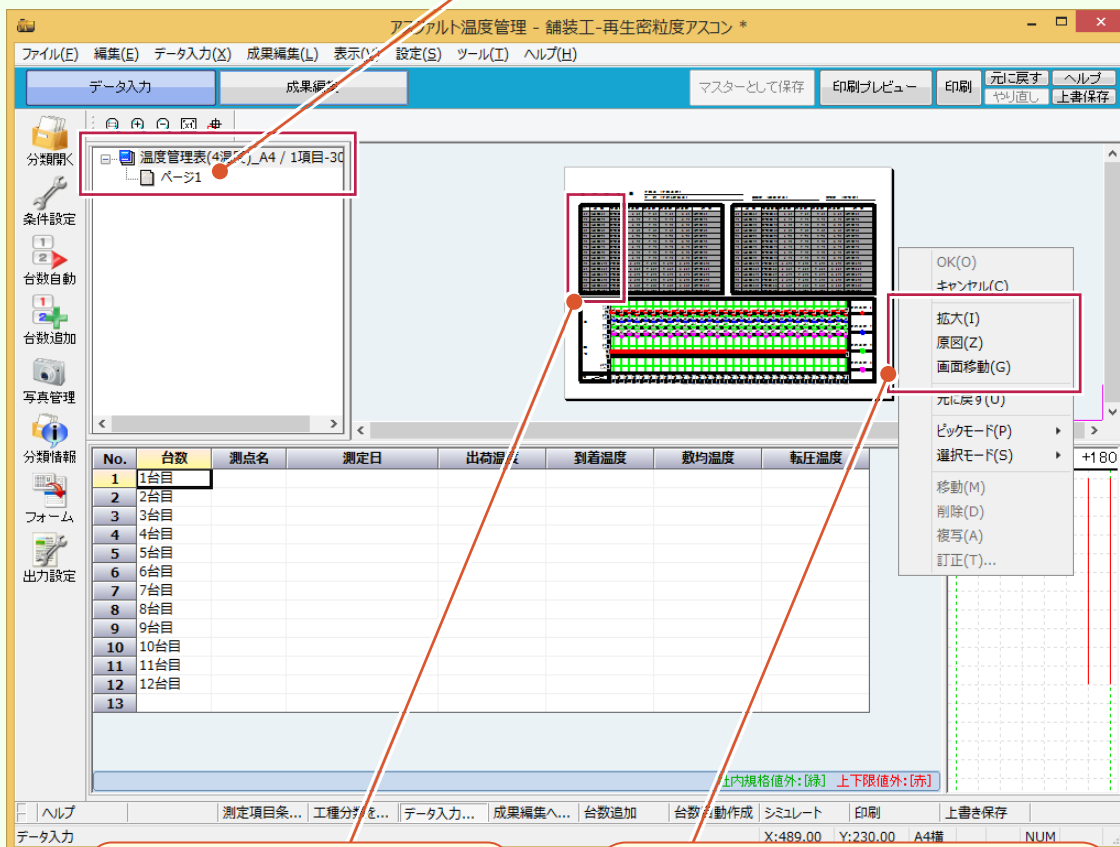 アスファルト温度管理 - 舗装工-再生密粒度アスコン *
ファイル(F) 編集(E) データ入力(X) 成果編集(L) 表示(V) 設定(S) ツール(T) ヘルプ(H)
データ入力 成果編集 マスターとして保存 印刷プレビュー 印刷 元に戻す ヘルプ
やり直し 上書保存
分類開く
条件設定
台数自動
台数追加
写真管理
分類情報
フォーム
出力設定
温度管理表(4温度)_A4 / 1項目-30
ページ1
OK(O)
キャンセル(C)
拡大(I)
原図(Z)
画面移動(G)
元に戻す(U)
ピックモード(P)
選択モード(S)
移動(M)
削除(D)
複写(A)
訂正(T)...
+180
No. 台数 測点名 測定日 出荷温度 到着温度 敷均温度 転圧温度
1 1台目
2 2台目
3 3台目
4 4台目
5 5台目
6 6台目
7 7台目
8 8台目
9 9台目
10 10台目
11 11台目
12 12台目
13
社内規格値外:[緑] 上下限値外:[赤]
ヘルプ 測定項目条... 工種分類を... データ入力... 成果編集へ... 台数追加 台数自動作成 シミュレート 印刷 上書き保存
データ入力 X:489.00 Y:230.00 A4横 NUM